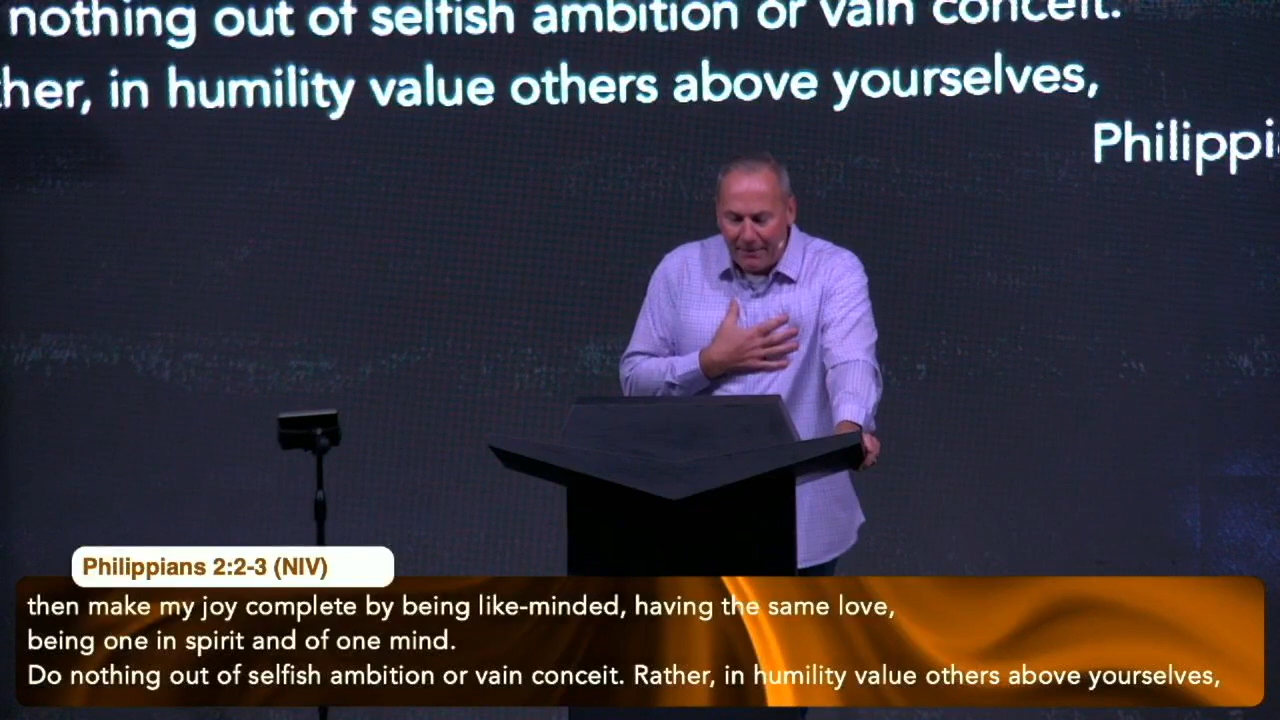 nothing out of selfish ambition or vain conceit.
her, in humility value others above yourselves,
Philippi
Philippians 2:2-3 (NIV)
then make my joy complete by being like-minded, having the same love,
being one in spirit and of one mind.
Do nothing out of selfish ambition or vain conceit. Rather, in humility value others above yourselves,